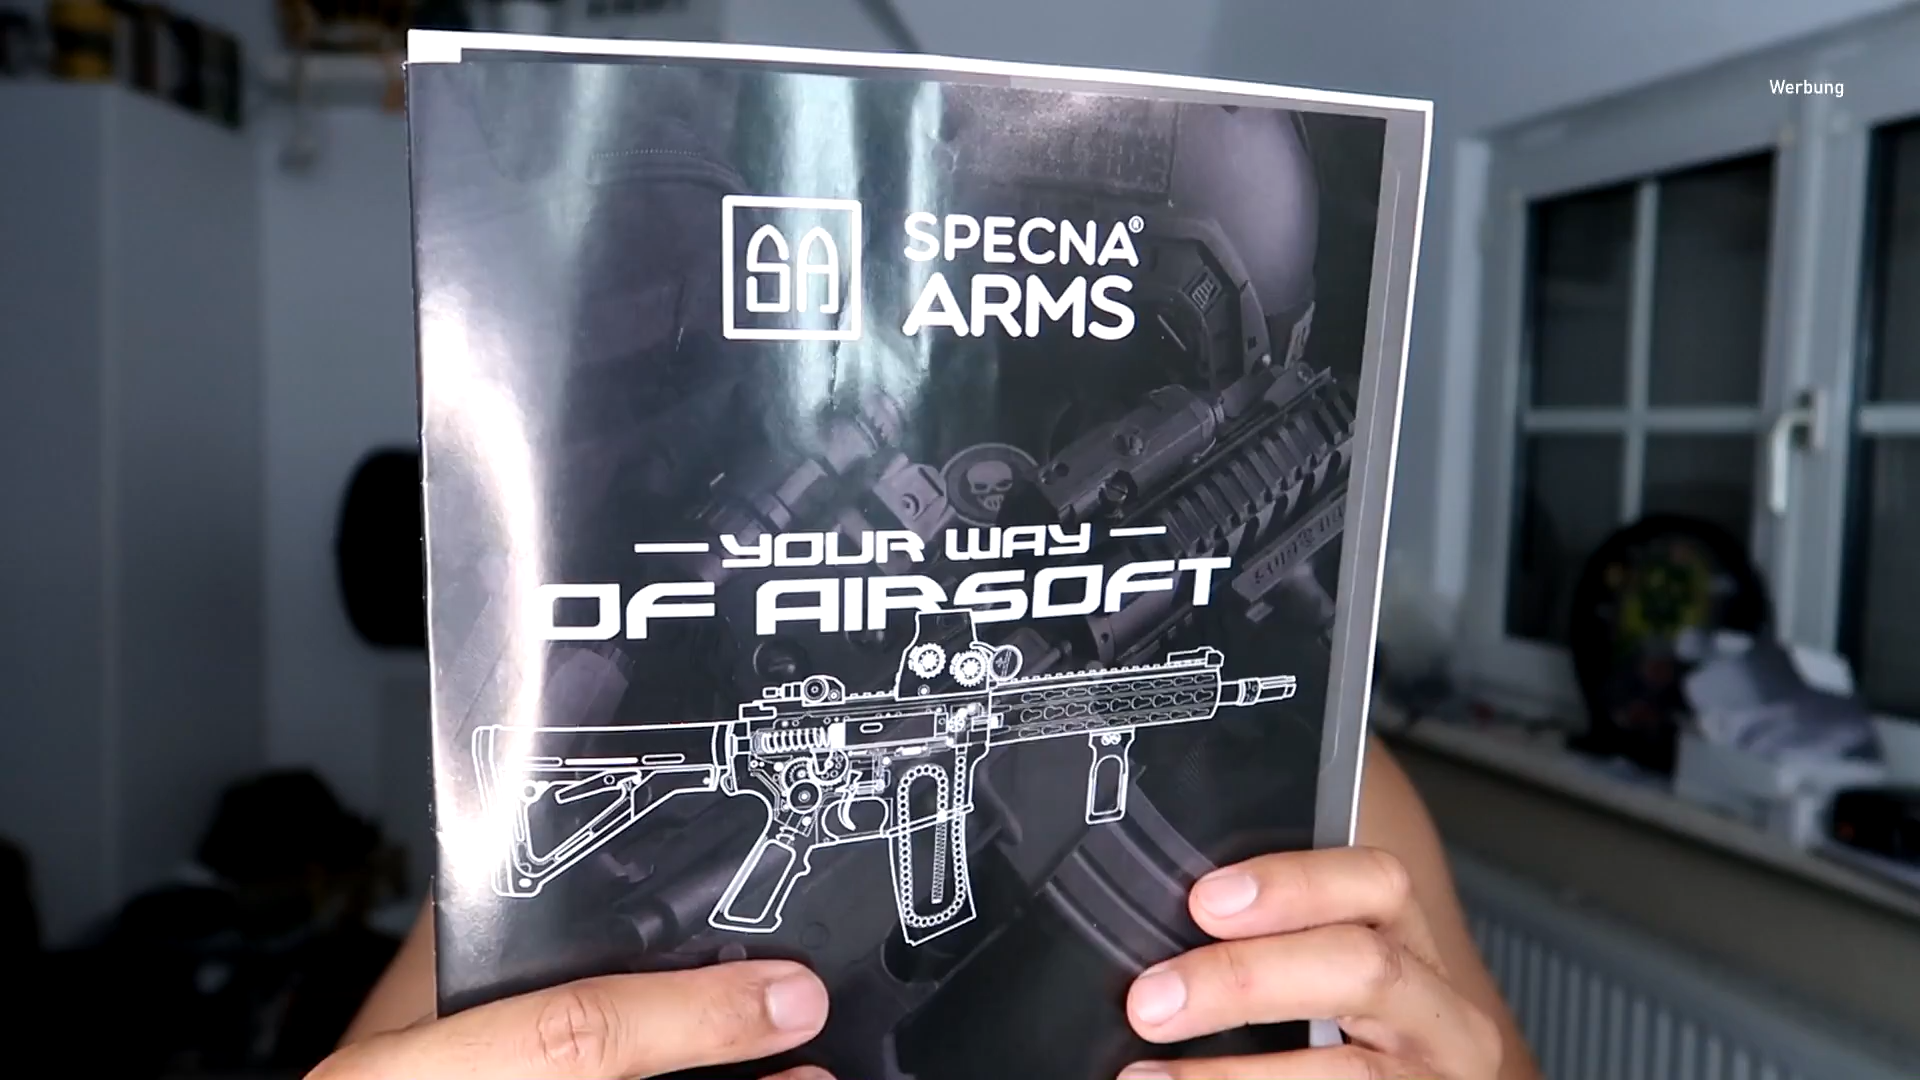 Werbung
SA
SPECNA®
ARMS
YOUR WAY
OF AIRSOFT